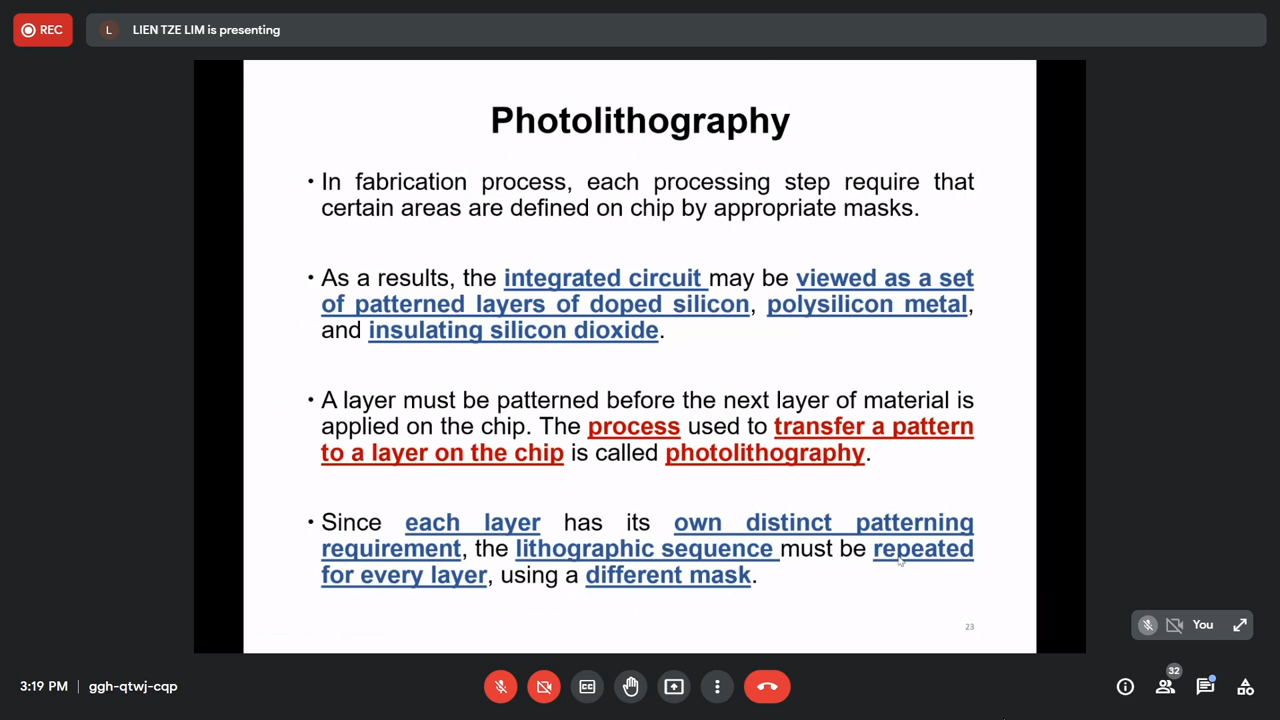 REC
L LIEN TZE LIM is presenting
Photolithography
• In fabrication process, each processing step require that
certain areas are defined on chip by appropriate masks.
• As a results, the integrated circuit may be viewed as a set
of patterned layers of doped silicon, polysilicon metal,
and insulating silicon dioxide.
• A layer must be patterned before the next layer of material is
applied on the chip. The process used to transfer a pattern
to a layer on the chip is called photolithography.
• Since each layer has its own distinct patterning
requirement, the lithographic sequence must be repeated
for every layer, using a different mask.
23
You
3:19 PM ggh-qtwj-cqp
32